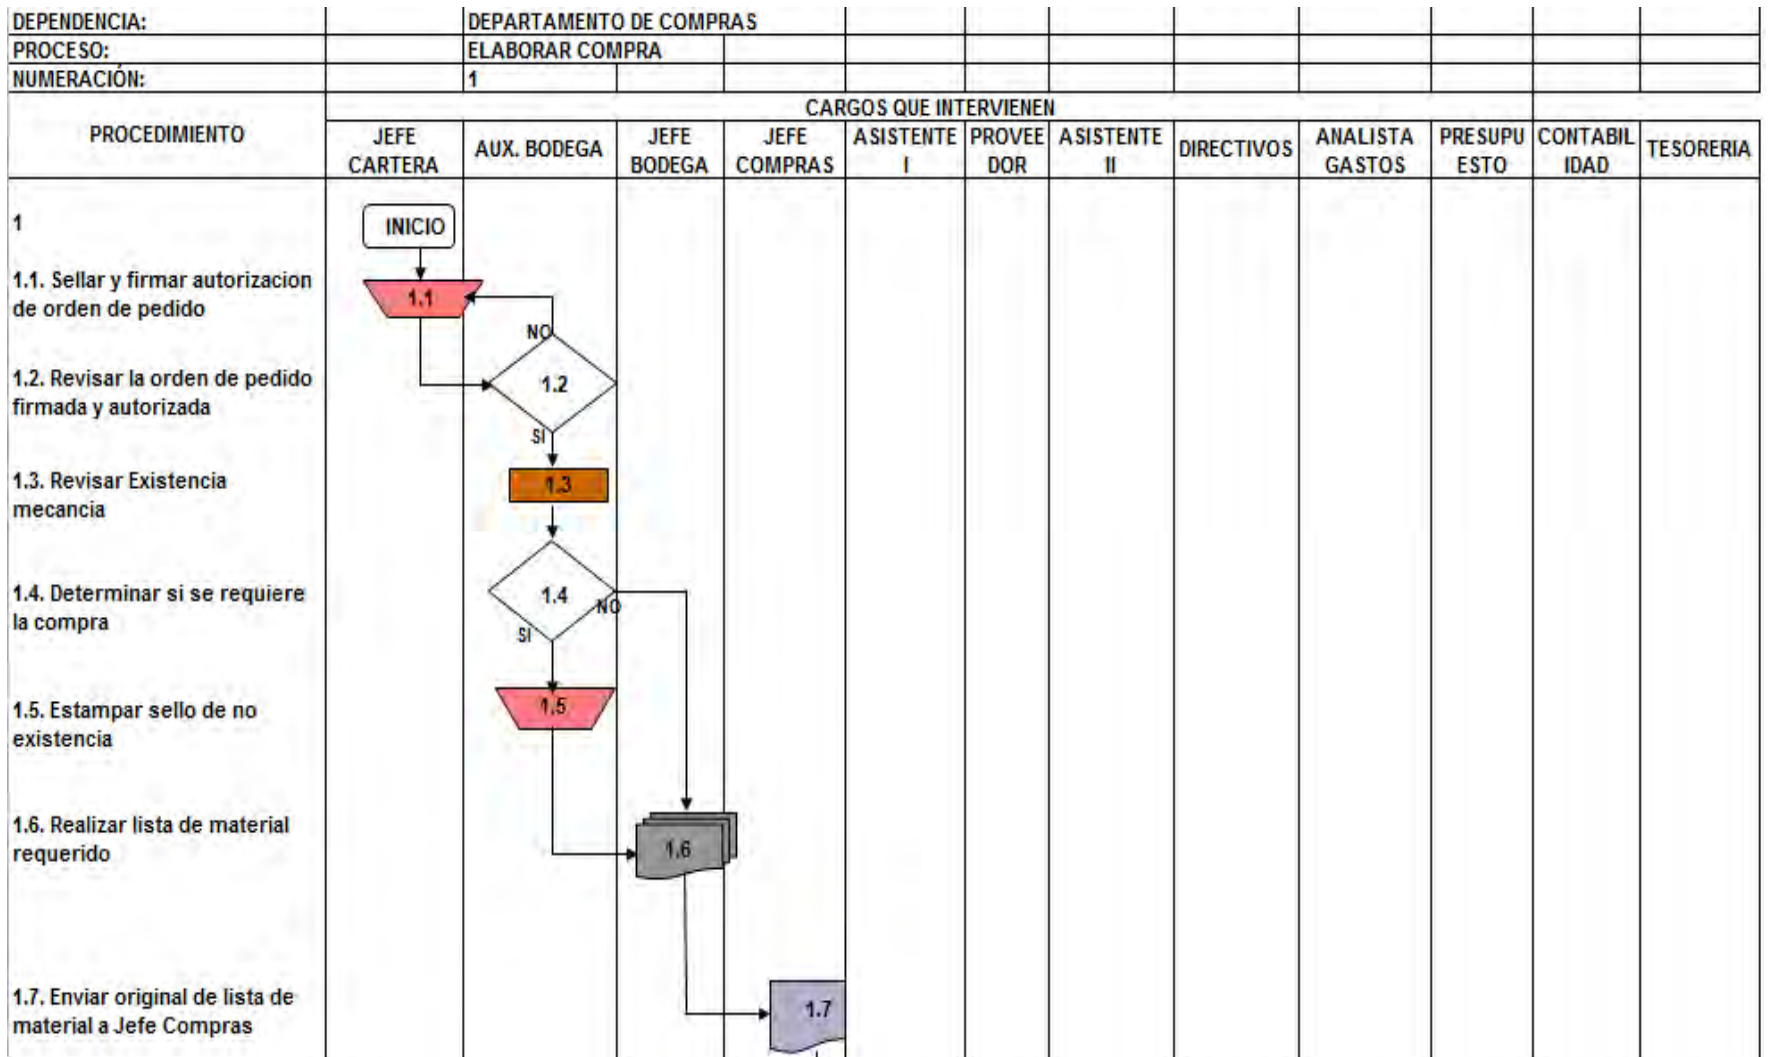 DEPENDENCIA: DEPARTAMENTO DE COMPRAS
PROCESO: ELABORAR COMPRA
NUMERACIÓN: 1
CARGOS QUE INTERVIENEN
PROCEDIMIENTO
JEFE
CARTERA
AUX. BODEGA
JEFE
BODEGA
JEFE
COMPRAS
ASISTENTE
I
PROVEE
DOR
ASISTENTE
II
DIRECTIVOS
ANALISTA
GASTOS
PRESUPU
ESTO
CONTABIL
IDAD
TESORERIA
1
INICIO
1.1. Sellar y firmar autorizacion
de orden de pedido
1.1
NO
1.2. Revisar la orden de pedido
firmada y autorizada
1.2
SI
1.3. Revisar Existencia
mecancia
1.3
1.4. Determinar si se requiere
la compra
1.4
NO
SI
1.5. Estampar sello de no
existencia
1.5
1.6. Realizar lista de material
requerido
1.6
1.7. Enviar original de lista de
material a Jefe Compras
1.7